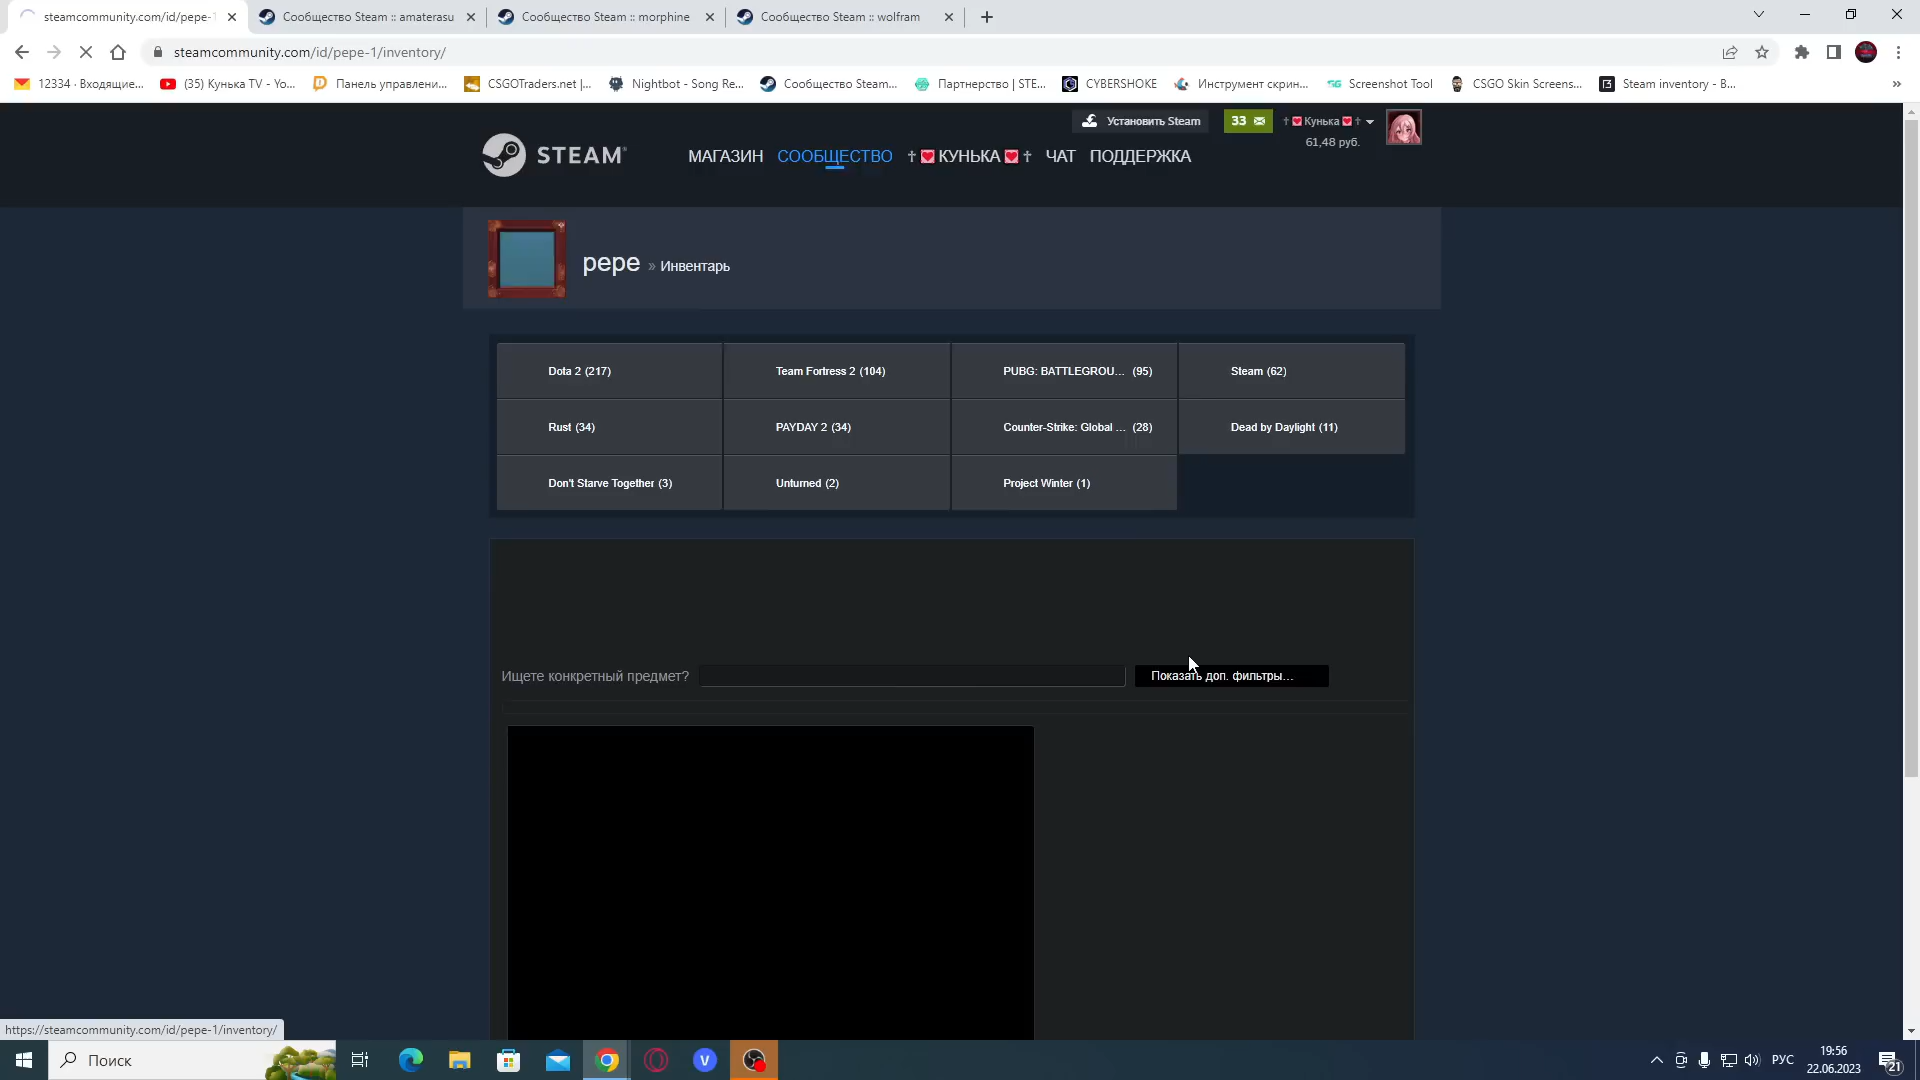 steamcommunity.com/id/pepe-1
Сообщество Steam :: amaterasu
Сообщество Steam :: morphine
Сообщество Steam :: wolfram
steamcommunity.com/id/pepe-1/inventory/
12334 · Входящие...
(35) Кунька TV - Yo...
Панель управлени...
CSGOTraders.net |...
Nightbot - Song Re...
Сообщество Steam...
Партнерство | STE...
CYBERSHOKE
Инструмент скрин...
Screenshot Tool
CSGO Skin Screens...
Steam inventory - B...
»
Установить Steam
33
†💟Кунька💟†
61,48 руб.
STEAM
МАГАЗИН
СООБЩЕСТВО
†💟КУНЬКА💟†
ЧАТ
ПОДДЕРЖКА
pepe » Инвентарь
Dota 2 (217)
Team Fortress 2 (104)
PUBG: BATTLEGROU... (95)
Steam (62)
Rust (34)
PAYDAY 2 (34)
Counter-Strike: Global ... (28)
Dead by Daylight (11)
Don't Starve Together (3)
Unturned (2)
Project Winter (1)
Ищете конкретный предмет?
Показать доп. фильтры...
https://steamcommunity.com/id/pepe-1/inventory/
Поиск
V
РУС
19:56
22.06.2023
21